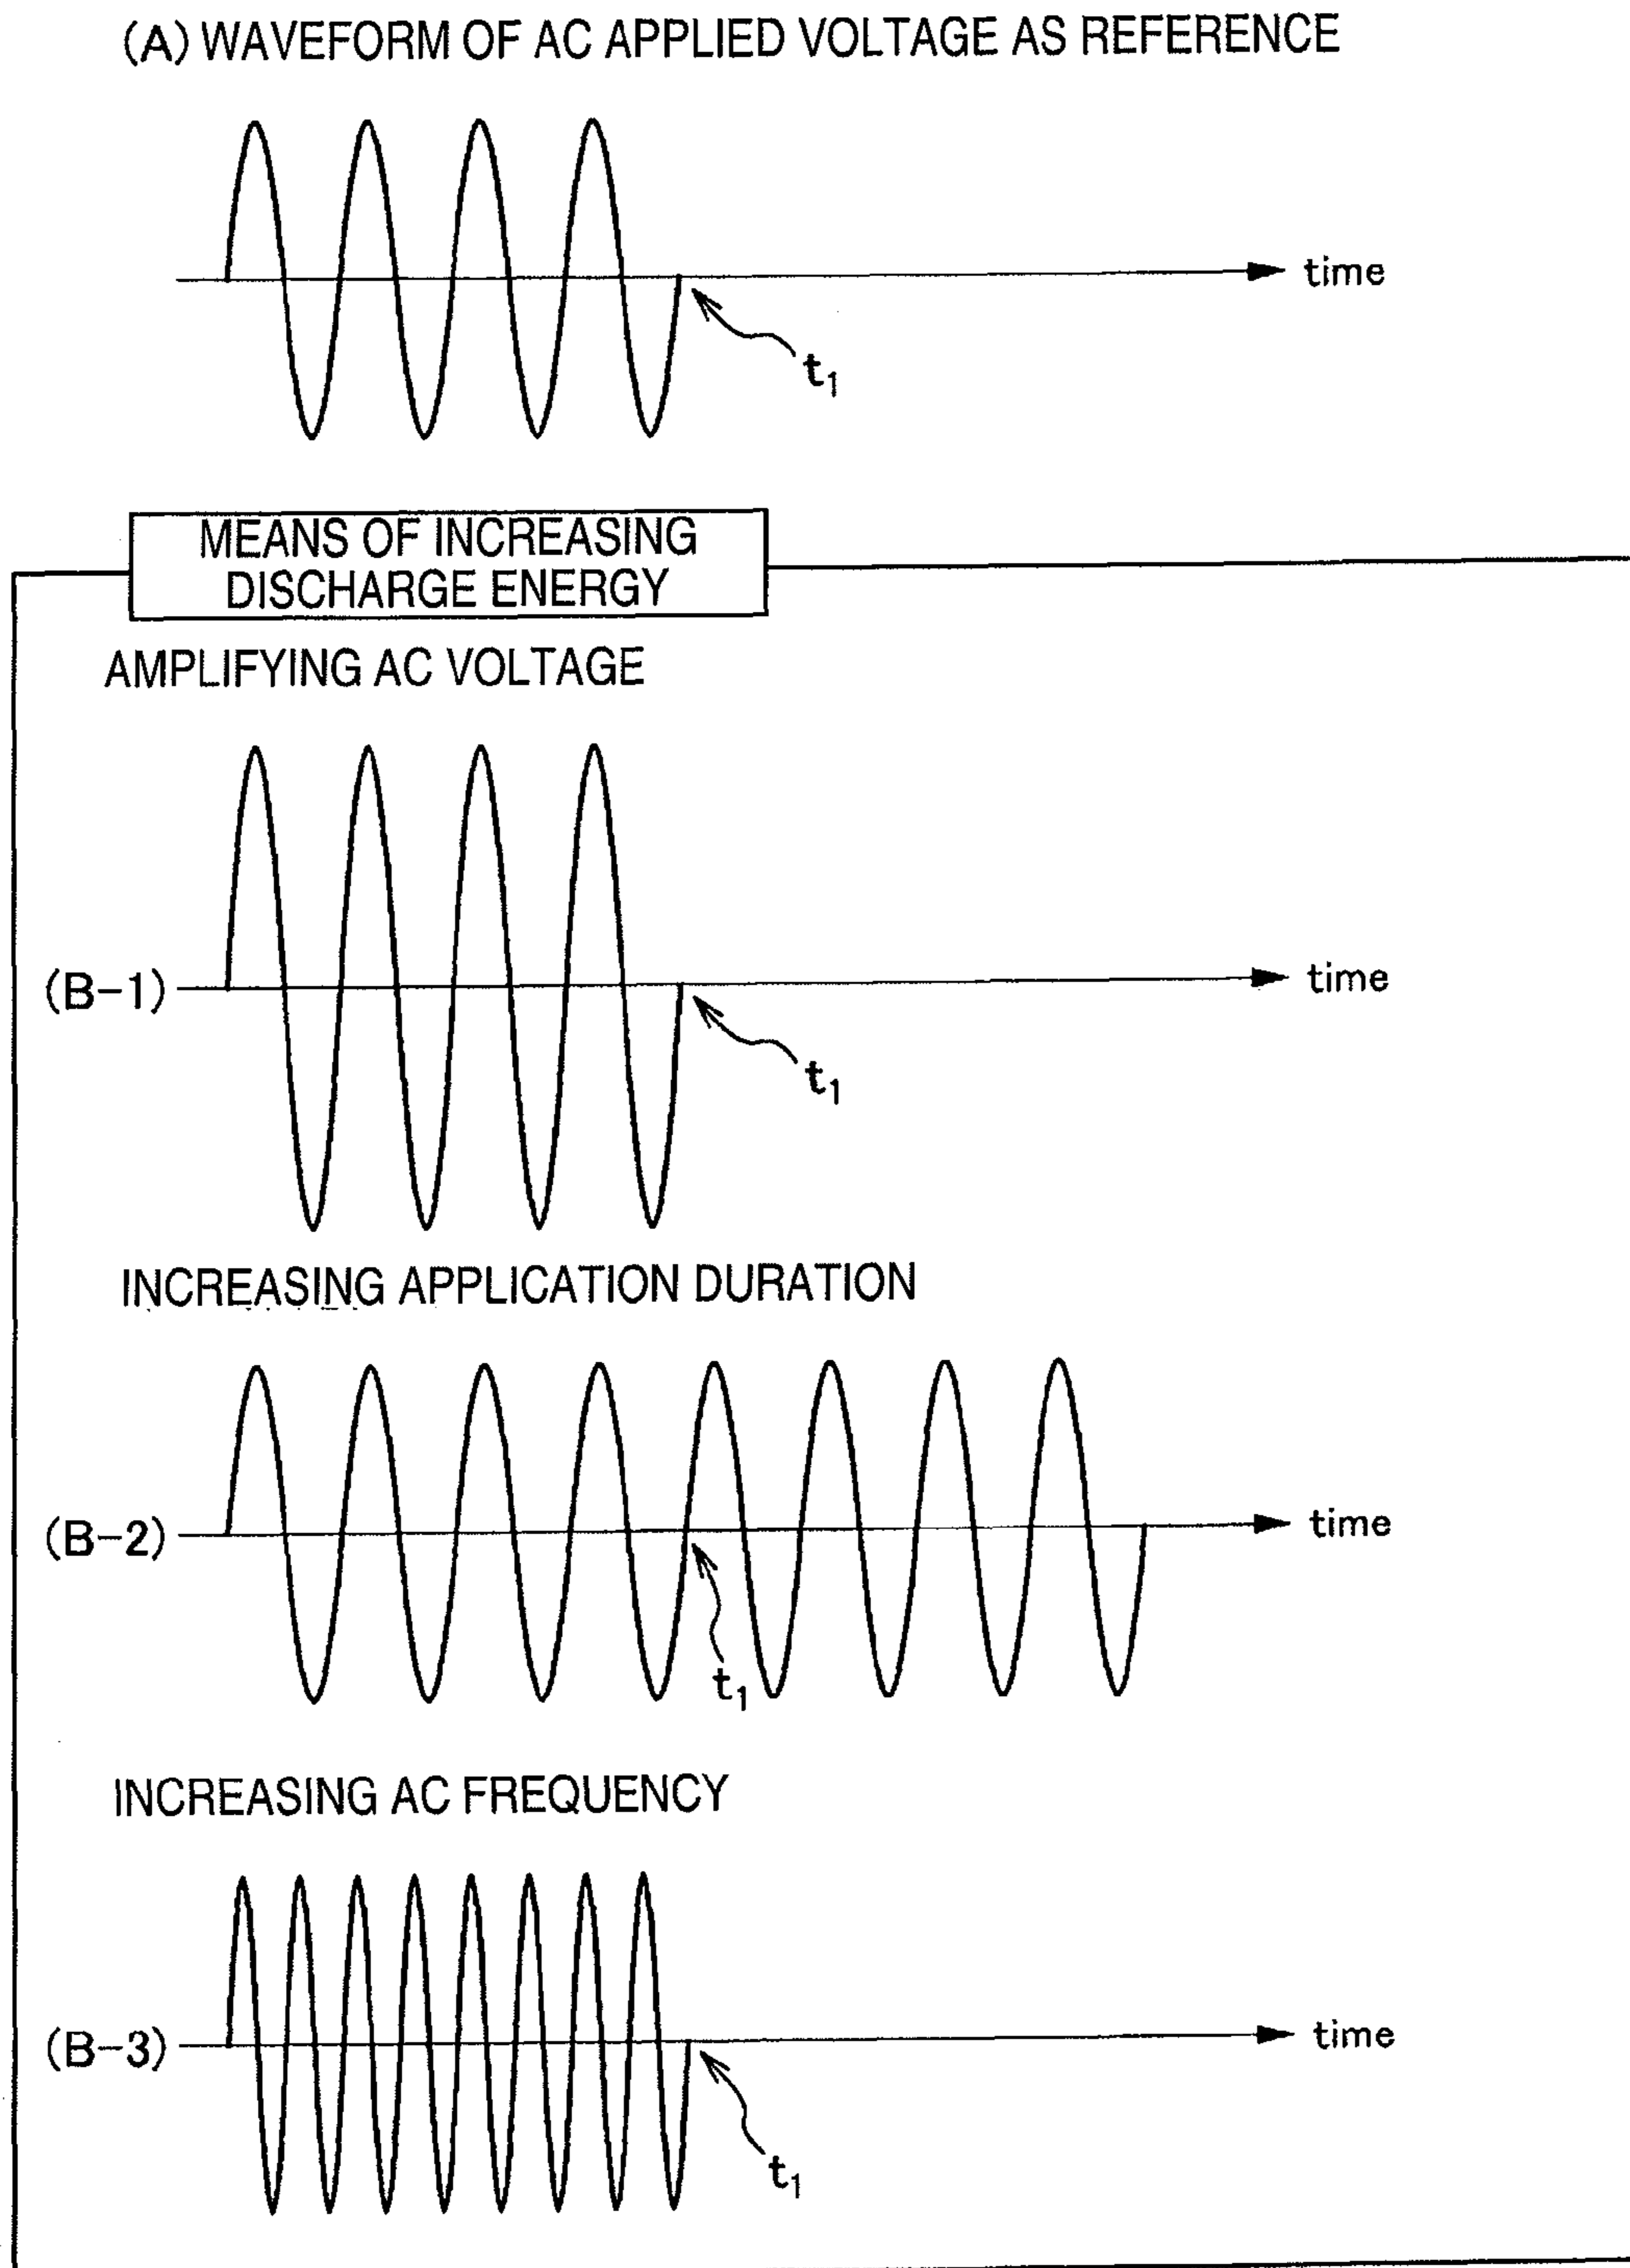 (A) WAVEFORM OF AC APPLIED VOLTAGE AS REFERENCE
time
t₁
MEANS OF INCREASING
DISCHARGE ENERGY
AMPLIFYING AC VOLTAGE
(B-1)
time
t₁
INCREASING APPLICATION DURATION
(B-2)
time
t₁
INCREASING AC FREQUENCY
(B-3)
time
t₁